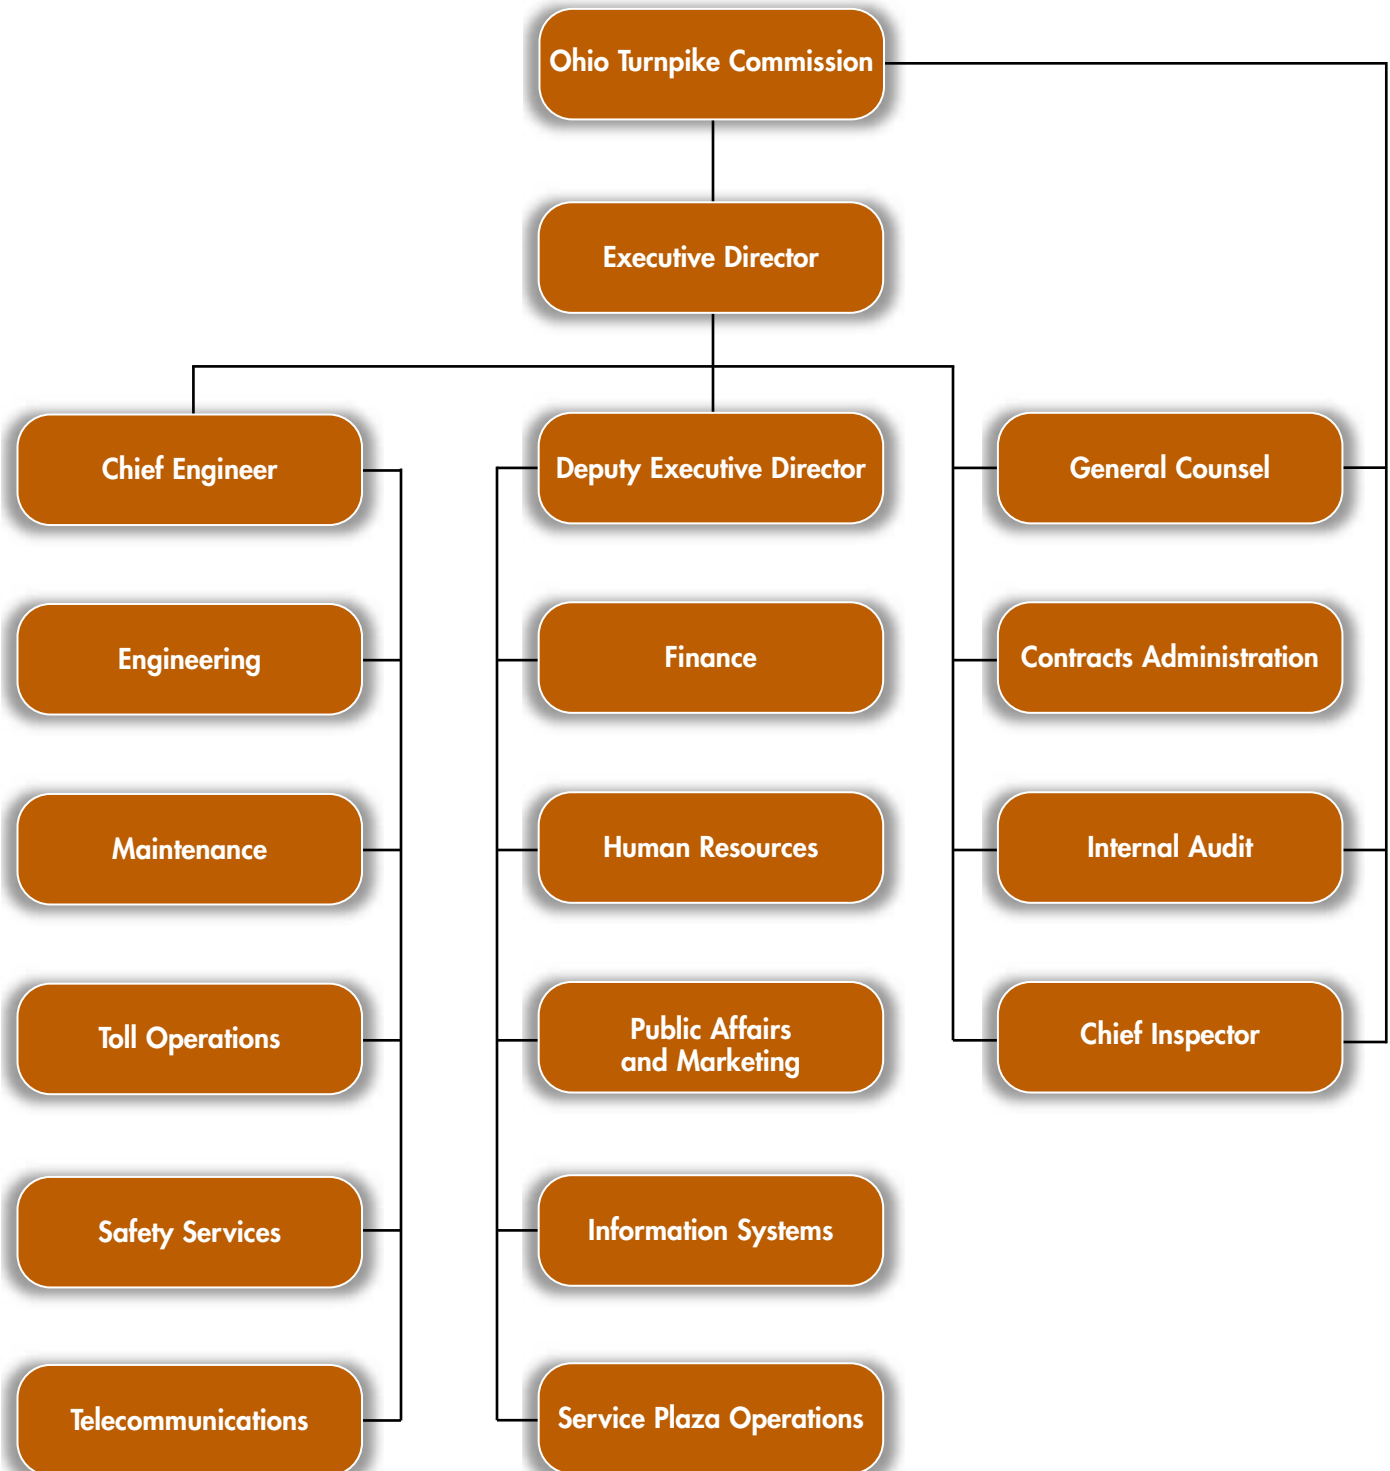 Ohio Turnpike Commission
Executive Director
Chief Engineer
Deputy Executive Director
General Counsel
Engineering
Finance
Contracts Administration
Maintenance
Human Resources
Internal Audit
Toll Operations
Public Affairs
and Marketing
Chief Inspector
Safety Services
Information Systems
Telecommunications
Service Plaza Operations